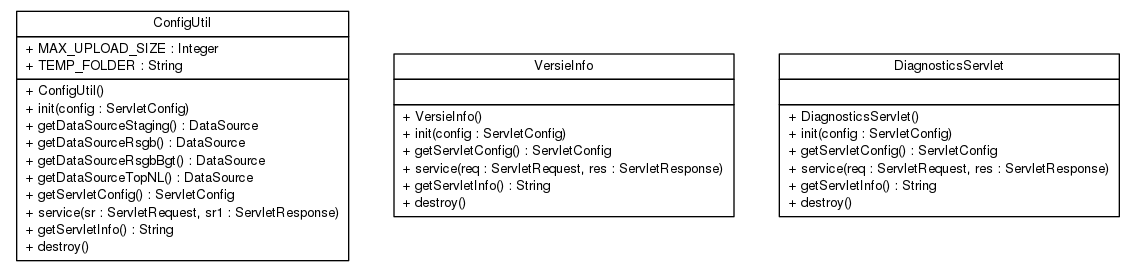 ConfigUtil
+ MAX_UPLOAD_SIZE : Integer
+ TEMP_FOLDER : String
+ ConfigUtil()
+ init(config : ServletConfig)
+ getDataSourceStaging() : DataSource
+ getDataSourceRsgb() : DataSource
+ getDataSourceRsgbBgt() : DataSource
+ getDataSourceTopNL() : DataSource
+ getServletConfig() : ServletConfig
+ service(sr : ServletRequest, sr1 : ServletResponse)
+ getServletInfo() : String
+ destroy()
VersieInfo
+ VersieInfo()
+ init(config : ServletConfig)
+ getServletConfig() : ServletConfig
+ service(req : ServletRequest, res : ServletResponse)
+ getServletInfo() : String
+ destroy()
DiagnosticsServlet
+ DiagnosticsServlet()
+ init(config : ServletConfig)
+ getServletConfig() : ServletConfig
+ service(req : ServletRequest, res : ServletResponse)
+ getServletInfo() : String
+ destroy()